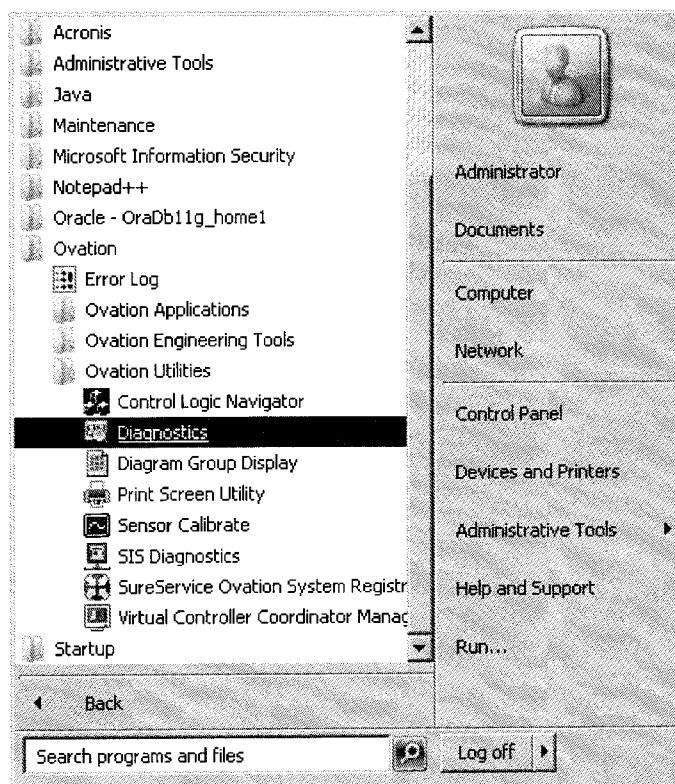 Acronis
Administrative Tools
Java
Maintenance
Microsoft Information Security
Notepad++
Oracle - OraDb11g_home1
Ovation
Error Log
Ovation Applications
Ovation Engineering Tools
Ovation Utilities
Control Logic Navigator
Diagnostics
Diagram Group Display
Print Screen Utility
Sensor Calibrate
SIS Diagnostics
SureService Ovation System Registr
Virtual Controller Coordinator Manag
Startup
Back
Search programs and files
Administrator
Documents
Computer
Network
Control Panel
Devices and Printers
Administrative Tools
Help and Support
Run...
Log off